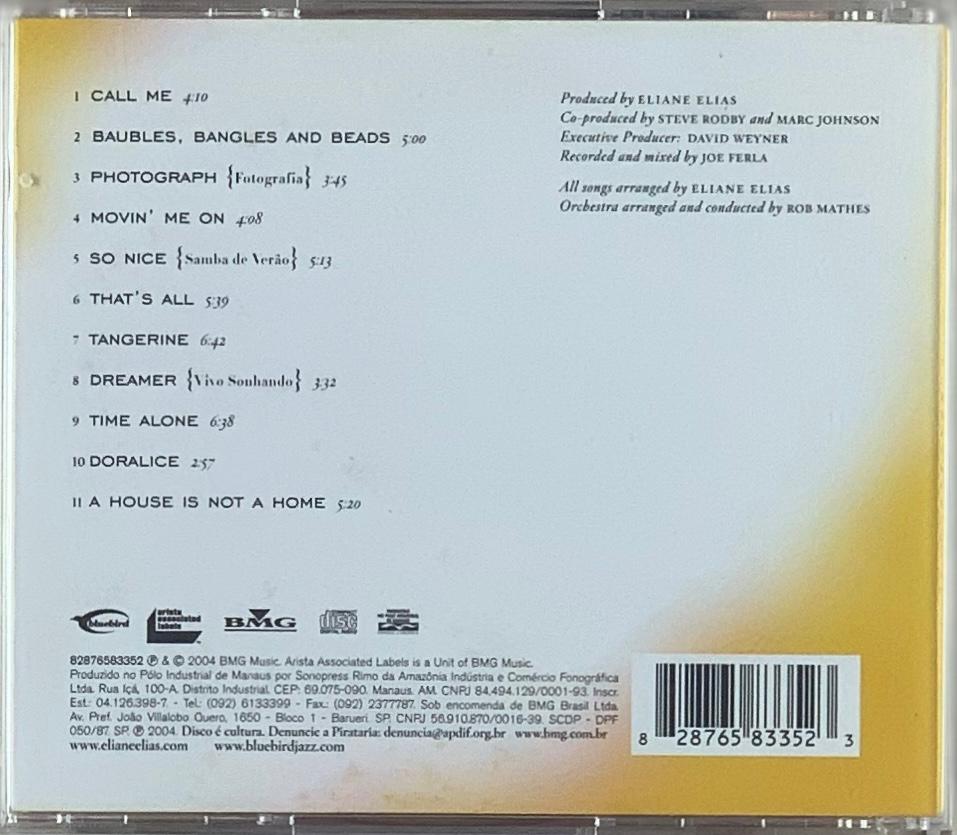 1 CALL ME 4:10
2 BAUBLES, BANGLES AND BEADS 5:00
3 PHOTOGRAPH {Fotografia} 3:45
4 MOVIN' ME ON 4:08
5 SO NICE {Samba de Verão} 5:13
6 THAT'S ALL 5:39
7 TANGERINE 6:42
8 DREAMER {Vivo Sonhando} 3:32
9 TIME ALONE 6:38
10 DORALICE 2:57
11 A HOUSE IS NOT A HOME 5:20
Produced by ELIANE ELIAS
Co-produced by STEVE RODBY and MARC JOHNSON
Executive Producer: DAVID WEYNER
Recorded and mixed by JOE FERLA
All songs arranged by ELIANE ELIAS
Orchestra arranged and conducted by ROB MATHES
bluebird
arista
associated
labels
BMG
disc
DIGITAL AUDIO
82876583352 ℗ & © 2004 BMG Music. Arista Associated Labels is a Unit of BMG Music.
Produzido no Pólo Industrial de Manaus por Sonopress Rimo da Amazônia Indústria e Comércio Fonográfica
Ltda. Rua Içá, 100-A. Distrito Industrial. CEP: 69.075-090. Manaus. AM. CNPJ 84.494.129/0001-93. Inscr.
Est.: 04.126.398-7. - Tel.: (092) 6133399 - Fax.: (092) 2377787. Sob encomenda de BMG Brasil Ltda.
Av. Pref. João Villalobo Quero, 1650 - Bloco 1 - Barueri. SP. CNPJ 56.910.870/0016-39. SCDP - DPF
050/87. SP. ℗ 2004. Disco é cultura. Denuncie a Pirataria: denuncia@apdif.org.br www.bmg.com.br
www.elianeelias.com www.bluebirdjazz.com
8 28765 83352 3